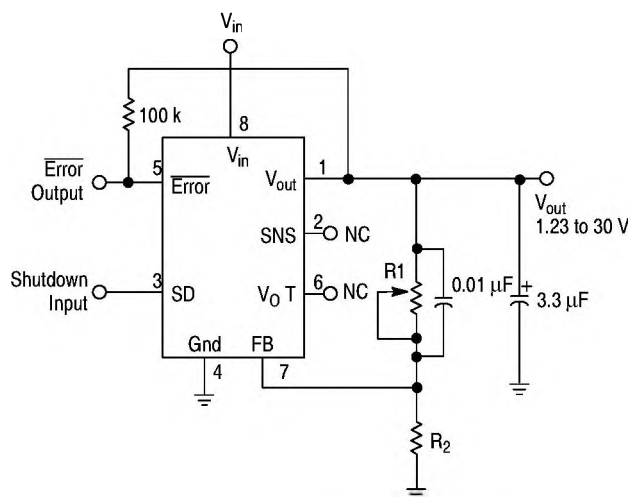 Vin
100 k
8
Vin
Error
Output
5
Error
Vout
1
Vout
1.23 to 30 V
SNS
2
NC
Shutdown
Input
3
SD
VO T
6
NC
R1
0.01 µF
+
3.3 µF
Gnd
FB
4
7
R2